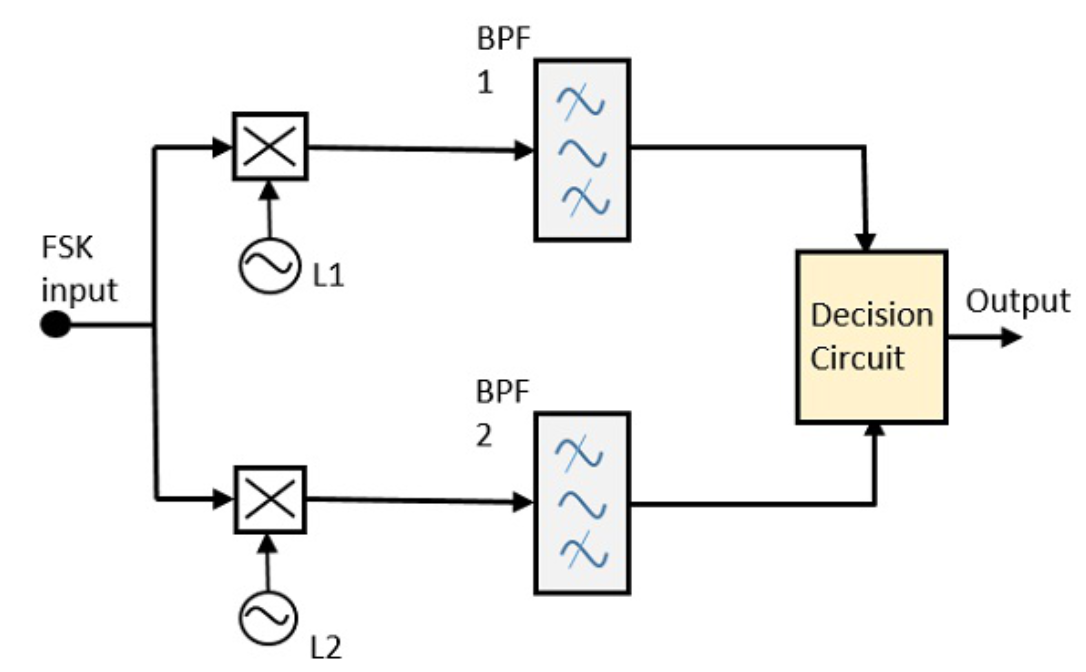 BPF
1
FSK
input
L1
Decision
Circuit
Output
BPF
2
L2